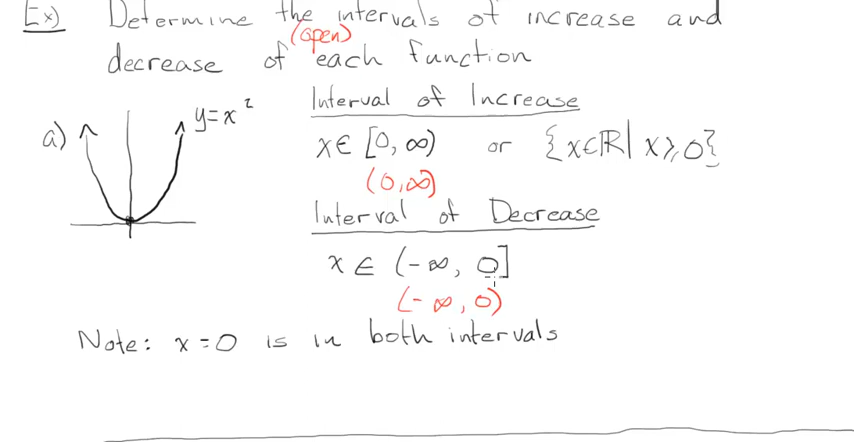 Ex) Determine the intervals of increase and
(open)
decrease of each function
a) y=x²
Interval of Increase
x∈ [0, ∞) or {x∈ℝ| x≥0}
(0,∞)
Interval of Decrease
x ∈ (-∞, 0]
(-∞, 0)
Note: x=0 is in both intervals